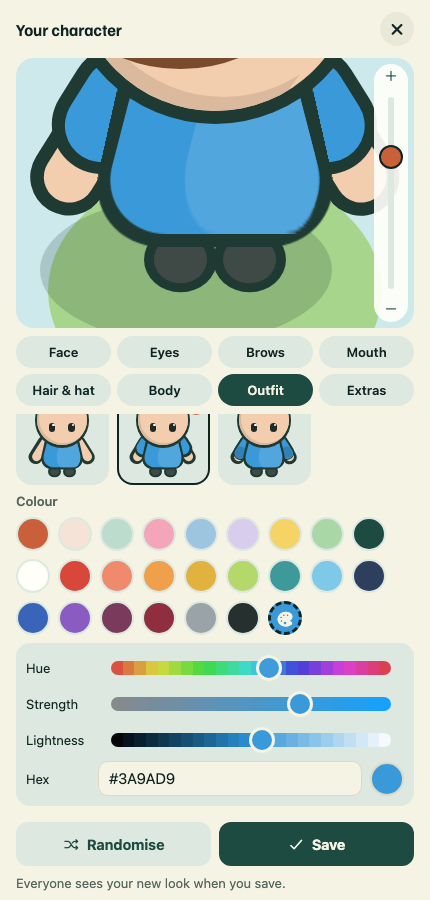 Your character
Face
Eyes
Brows
Mouth
Hair & hat
Body
Outfit
Extras
Colour
Hue
Strength
Lightness
Hex
#3A9AD9
Randomise
Save
Everyone sees your new look when you save.